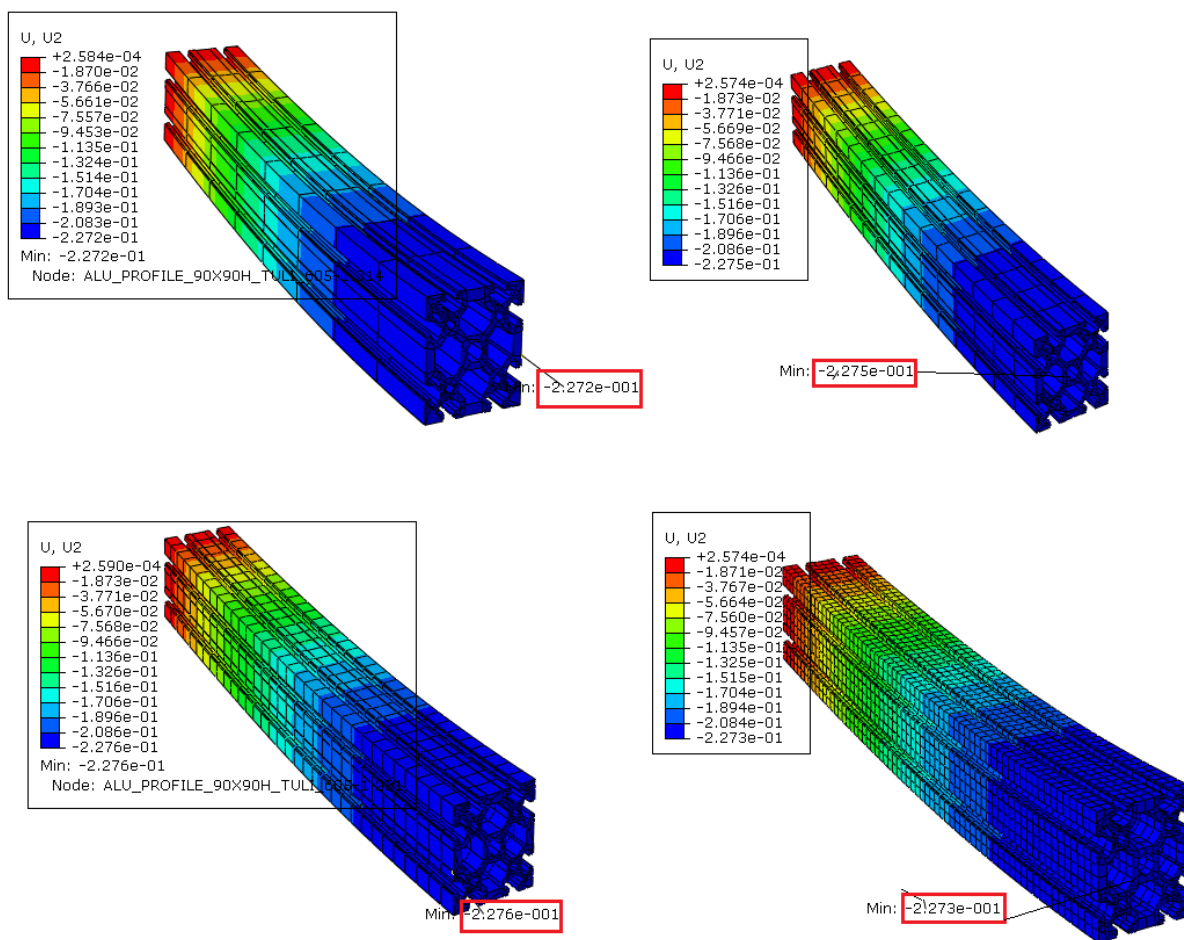 U, U2
+2.584e-04
-1.870e-02
-3.766e-02
-5.661e-02
-7.557e-02
-9.453e-02
-1.135e-01
-1.324e-01
-1.514e-01
-1.704e-01
-1.893e-01
-2.083e-01
-2.272e-01
Min: -2.272e-01
Node: ALU_PROFILE_90X90H_TULI
-2.272e-001
U, U2
+2.574e-04
-1.873e-02
-3.771e-02
-5.669e-02
-7.568e-02
-9.466e-02
-1.136e-01
-1.326e-01
-1.516e-01
-1.706e-01
-1.896e-01
-2.086e-01
-2.275e-01
Min: -2.275e-001
U, U2
+2.590e-04
-1.873e-02
-3.771e-02
-5.670e-02
-7.568e-02
-9.466e-02
-1.136e-01
-1.326e-01
-1.516e-01
-1.706e-01
-1.896e-01
-2.086e-01
-2.276e-01
Min: -2.276e-01
Node: ALU_PROFILE_90X90H_TULI
Min: -2.276e-001
U, U2
+2.574e-04
-1.871e-02
-3.767e-02
-5.664e-02
-7.560e-02
-9.457e-02
-1.135e-01
-1.325e-01
-1.515e-01
-1.704e-01
-1.894e-01
-2.084e-01
-2.273e-01
Min: -2.273e-001